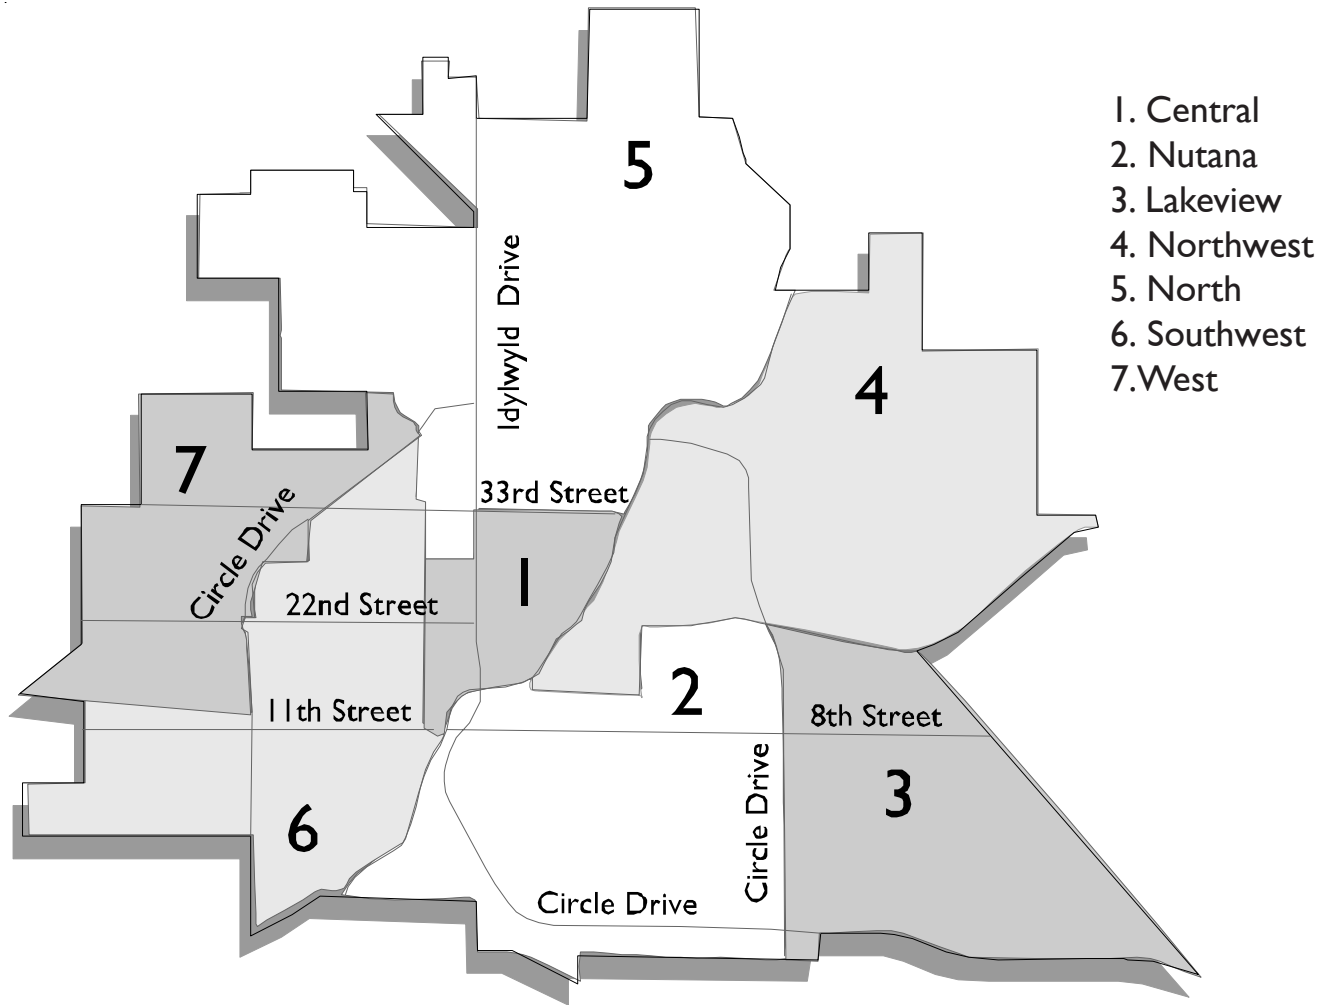 1. Central
2. Nutana
3. Lakeview
4. Northwest
5. North
6. Southwest
7.West
5
Idylwyld Drive
4
7
33rd Street
Circle Drive
1
22nd Street
2
11th Street
8th Street
3
Circle Drive
6
Circle Drive